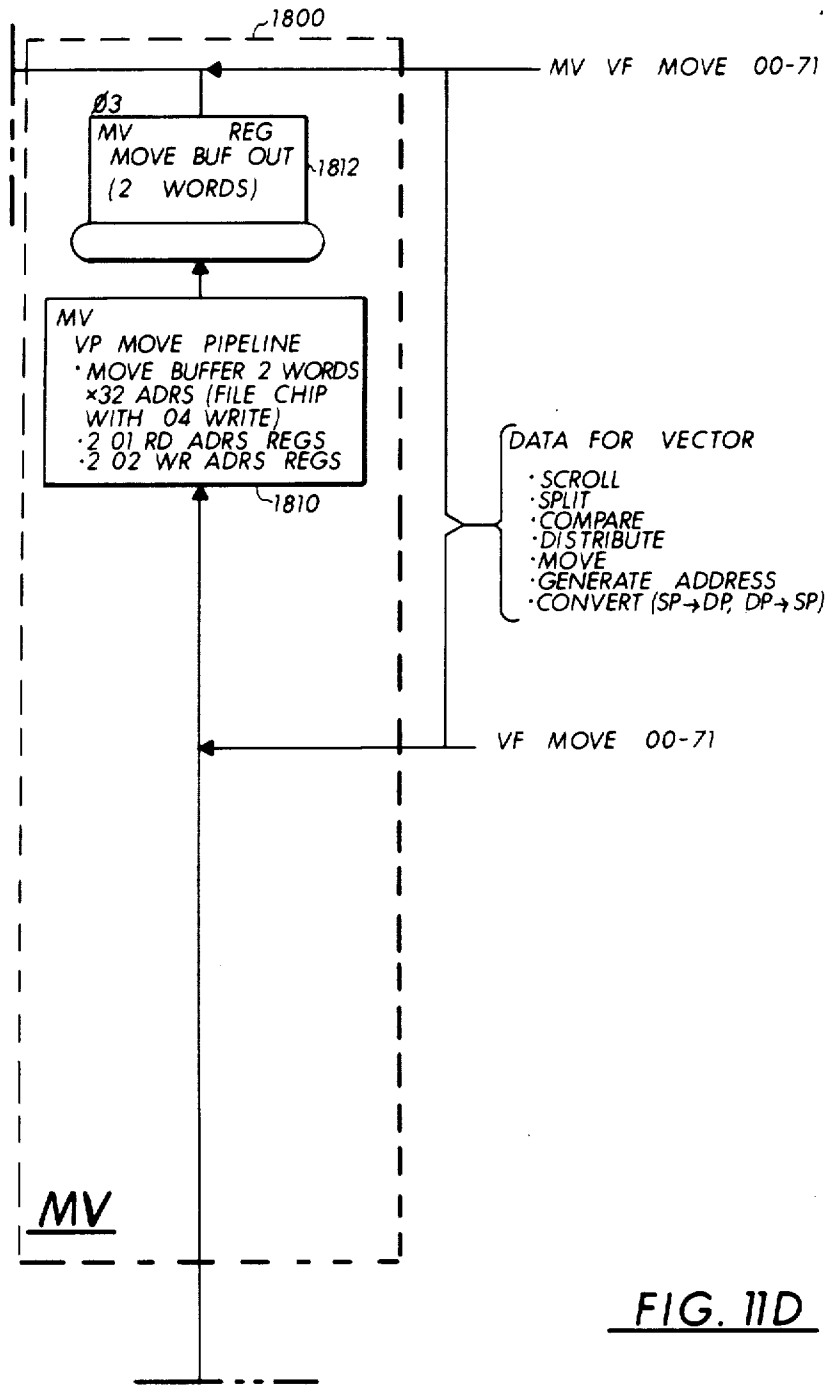 1800
MV VF MOVE 00-71
Ø3
MV REG
MOVE BUF OUT
(2 WORDS)
1812
MV
VP MOVE PIPELINE
·MOVE BUFFER 2 WORDS
×32 ADRS (FILE CHIP
WITH 04 WRITE)
·2 01 RD ADRS REGS
·2 02 WR ADRS REGS
1810
DATA FOR VECTOR
·SCROLL
·SPLIT
·COMPARE
·DISTRIBUTE
·MOVE
·GENERATE ADDRESS
·CONVERT (SP→DP, DP→SP)
VF MOVE 00-71
MV
FIG. 11D